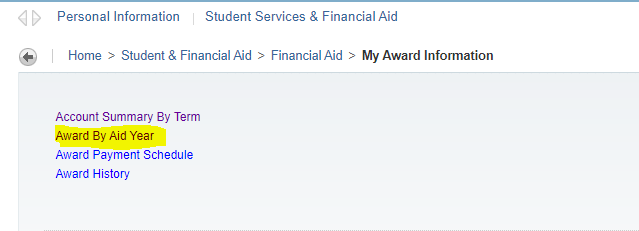 Personal Information | Student Services & Financial Aid
Home > Student & Financial Aid > Financial Aid > My Award Information
Account Summary By Term
Award By Aid Year
Award Payment Schedule
Award History